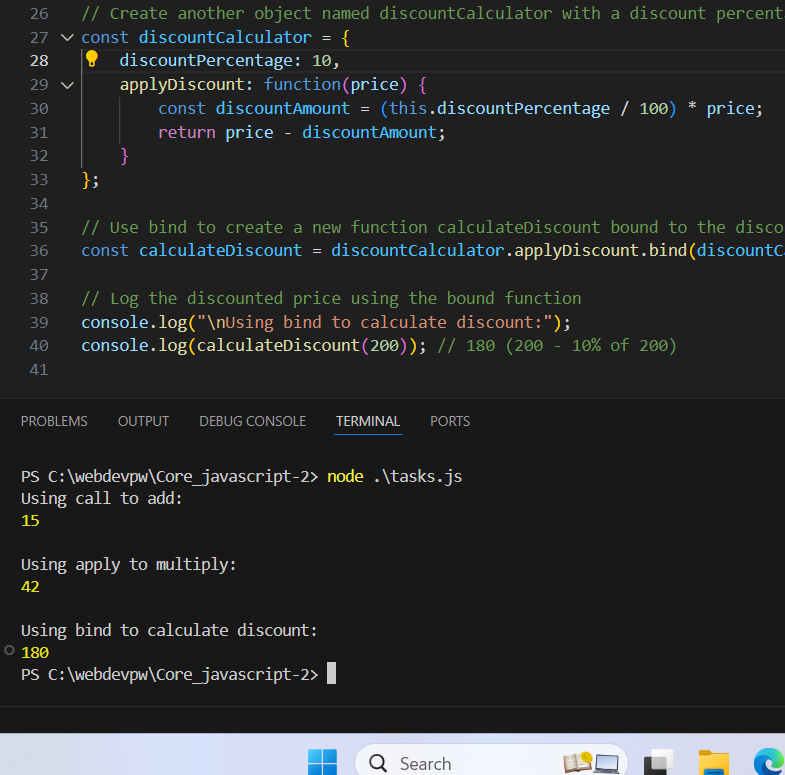 26 // Create another object named discountCalculator with a discount percent
27 const discountCalculator = {
28 discountPercentage: 10,
29 applyDiscount: function(price) {
30 const discountAmount = (this.discountPercentage / 100) * price;
31 return price - discountAmount;
32 }
33 };
34
35 // Use bind to create a new function calculateDiscount bound to the disco
36 const calculateDiscount = discountCalculator.applyDiscount.bind(discountC
37
38 // Log the discounted price using the bound function
39 console.log("\nUsing bind to calculate discount:");
40 console.log(calculateDiscount(200)); // 180 (200 - 10% of 200)
41
PROBLEMS OUTPUT DEBUG CONSOLE TERMINAL PORTS
PS C:\webdevpw\Core_javascript-2> node .\tasks.js
Using call to add:
15
Using apply to multiply:
42
Using bind to calculate discount:
180
PS C:\webdevpw\Core_javascript-2>
Search